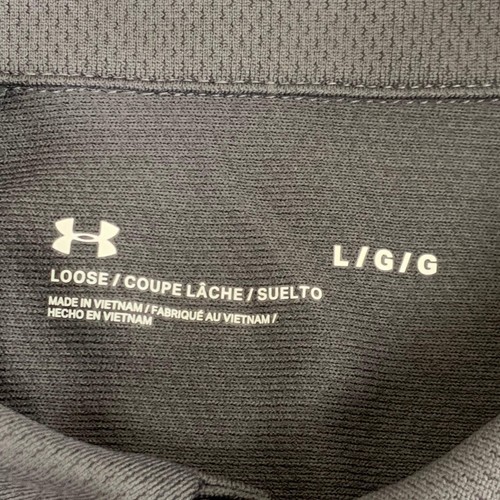 L/G/G
LOOSE / COUPE LÂCHE / SUELTO
MADE IN VIETNAM / FABRIQUÉ AU VIETNAM /
HECHO EN VIETNAM